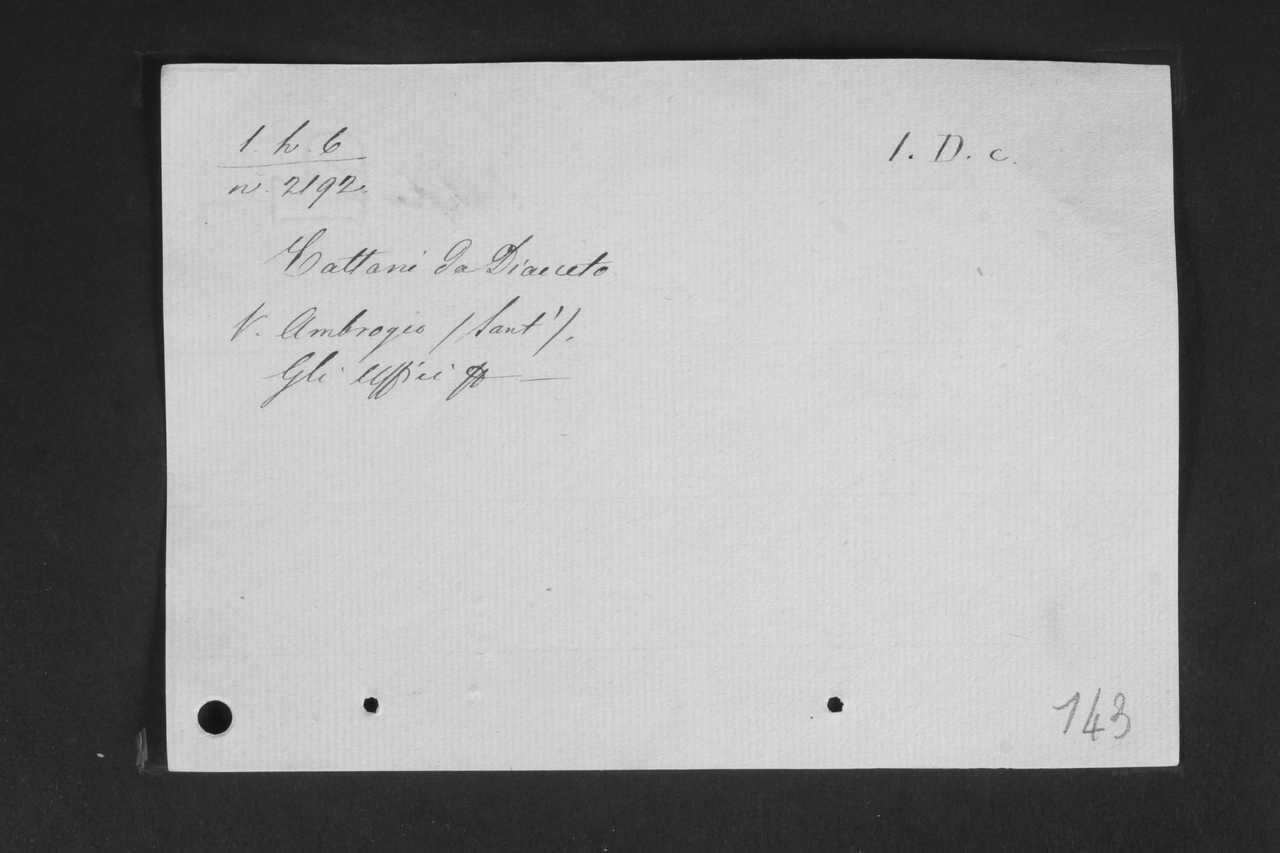 1. h. 6
n. 2192.
1. D. c.
Cattani da Diacceto
V. Ambrogio /Sant'/.
Gli Uffici
143